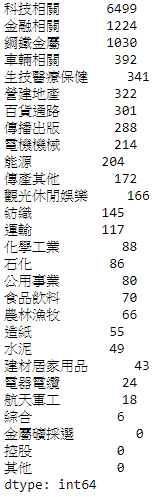 科技相關 6499
金融相關 1224
鋼鐵金屬 1030
車輛相關 392
生技醫療保健 341
營建地產 322
百貨通路 301
傳播出版 288
電機機械 214
能源 204
傳產其他 172
觀光休閒娛樂 166
紡織 145
運輸 117
化學工業 88
石化 86
公用事業 80
食品飲料 70
農林漁牧 66
造紙 55
水泥 49
建材居家用品 43
電器電纜 24
航天軍工 18
綜合 6
金屬礦採選 0
控股 0
其他 0
dtype: int64